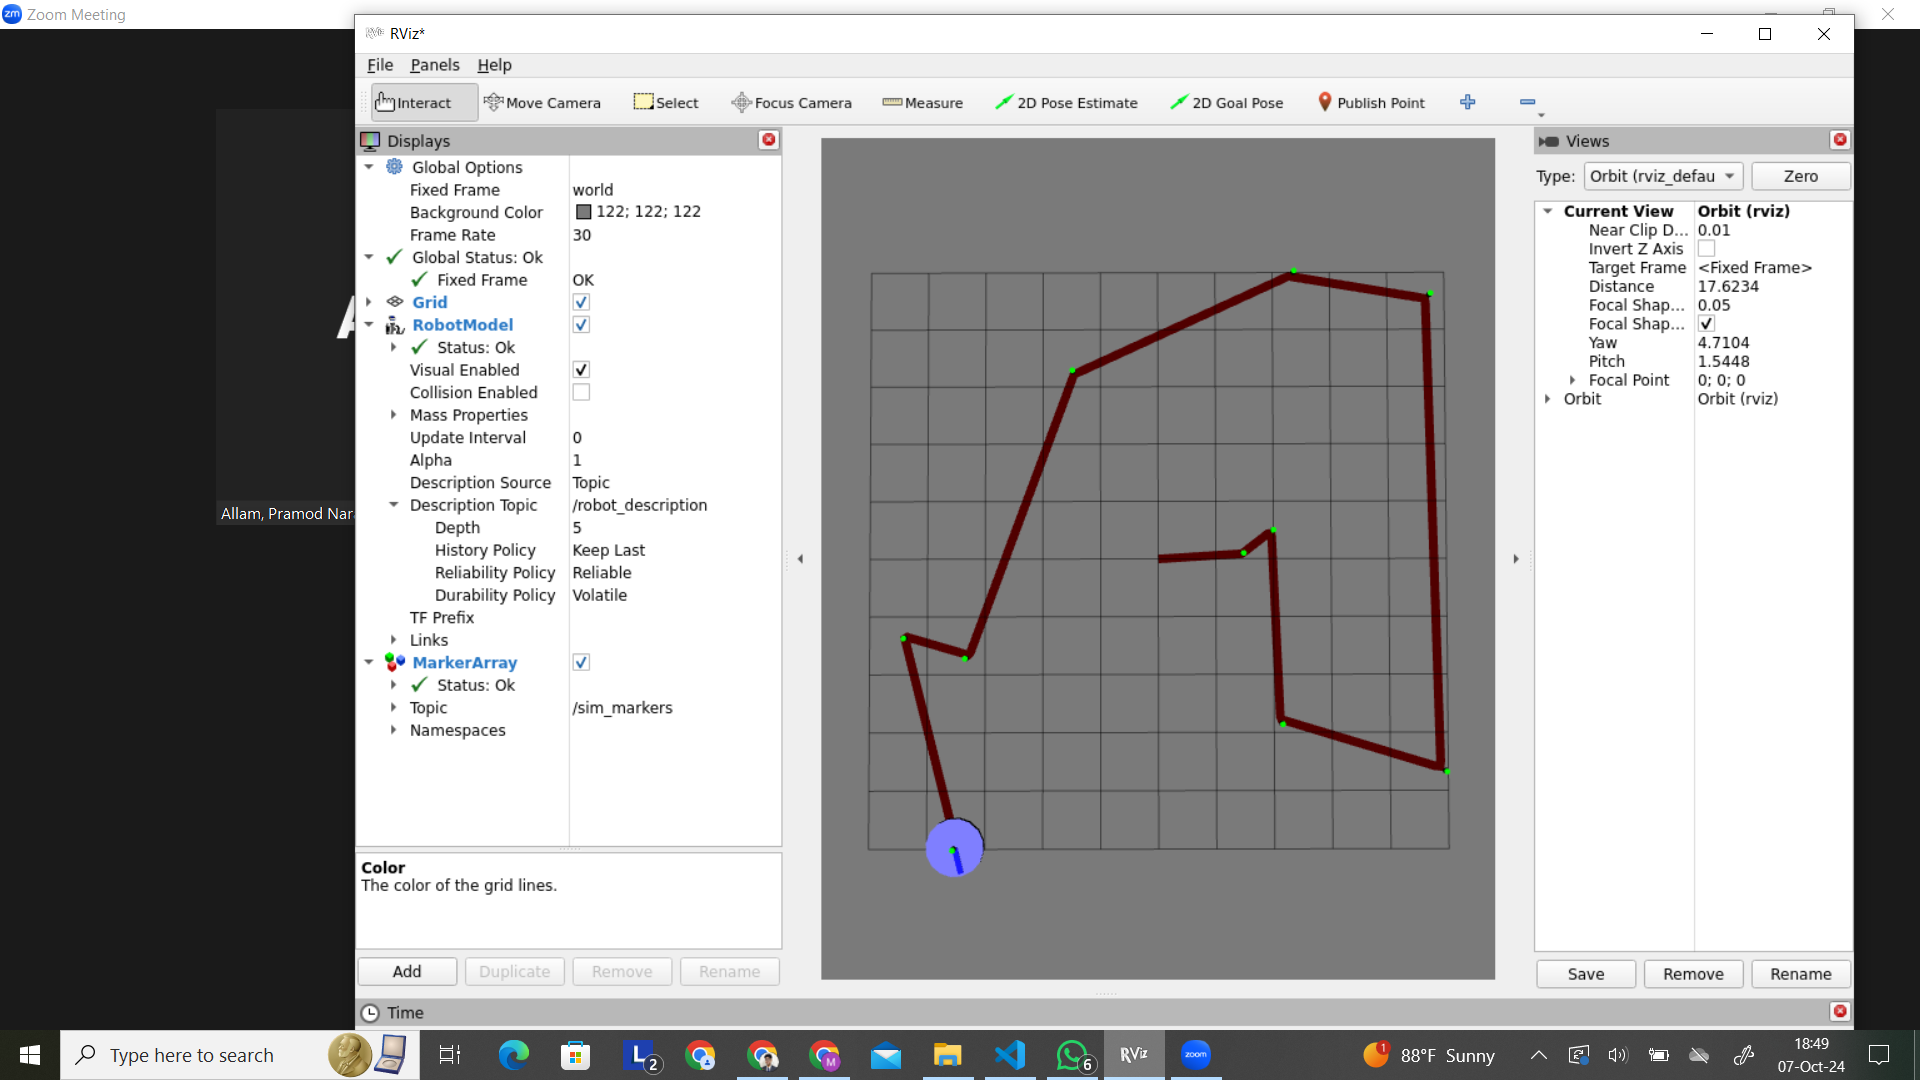 zm Zoom Meeting
RViz*
File Panels Help
Interact Move Camera Select Focus Camera Measure 2D Pose Estimate 2D Goal Pose Publish Point
Displays
Global Options
Fixed Frame world
Background Color 122; 122; 122
Frame Rate 30
Global Status: Ok
Fixed Frame OK
Grid
RobotModel
Status: Ok
Visual Enabled
Collision Enabled
Mass Properties
Update Interval 0
Alpha 1
Description Source Topic
Description Topic /robot_description
Depth 5
History Policy Keep Last
Reliability Policy Reliable
Durability Policy Volatile
TF Prefix
Links
MarkerArray
Status: Ok
Topic /sim_markers
Namespaces
Color
The color of the grid lines.
Add Duplicate Remove Rename
Time
Views
Type: Orbit (rviz_defau Zero
Current View Orbit (rviz)
Near Clip D... 0.01
Invert Z Axis
Target Frame <Fixed Frame>
Distance 17.6234
Focal Shap... 0.05
Focal Shap...
Yaw 4.7104
Pitch 1.5448
Focal Point 0; 0; 0
Orbit Orbit (rviz)
Save Remove Rename
A
Allam, Pramod Nar
Type here to search
L 2
M
6
RViz
zoom
1
88°F Sunny
18:49
07-Oct-24